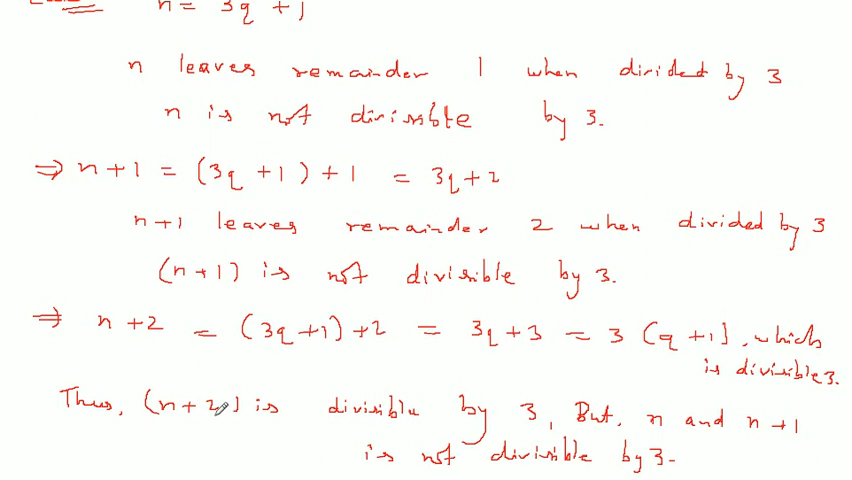 n = 3q + 1
n leaves remainder 1 when divided by 3
n is not divisible by 3.
⇒ n+1 = (3q +1) +1 = 3q+2
n+1 leaves remainder 2 when divided by 3
(n+1) is not divisible by 3.
⇒ n+2 = (3q+1)+2 = 3q+3 = 3 (q+1), which
is divisible 3.
Thus, (n+2) is divisible by 3, But, n and n+1
is not divisible by 3.